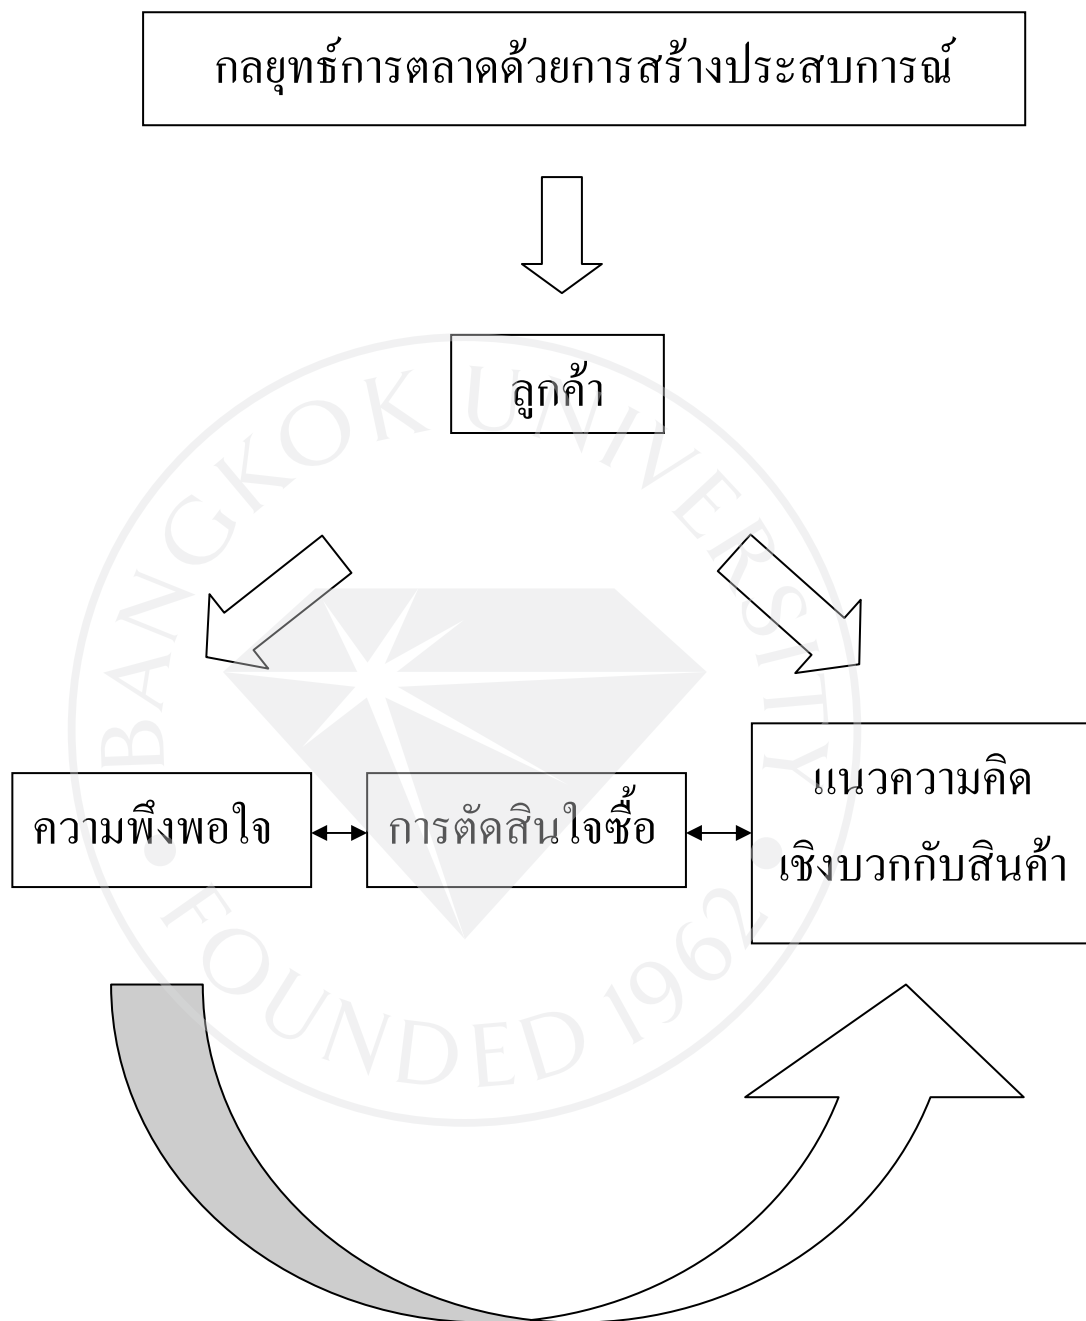 กลยุทธ์การตลาดด้วยการสร้างประสบการณ์
ลูกค้า
ความพึงพอใจ
การตัดสินใจซื้อ
แนวความคิด
เชิงบวกกับสินค้า
BANGKOK UNIVERSITY
FOUNDED 1962